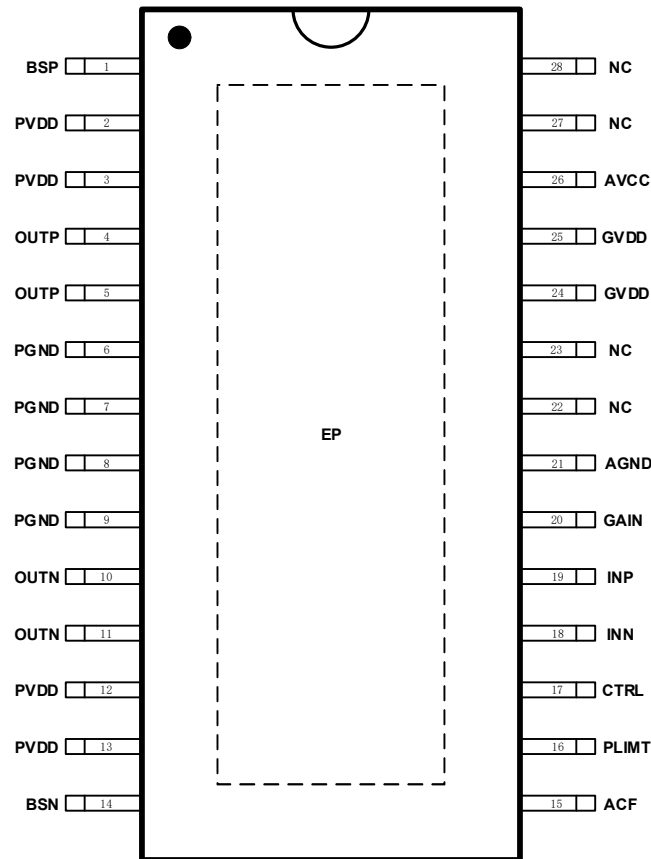 BSP 1 28 NC
PVDD 2 27 NC
PVDD 3 26 AVCC
OUTP 4 25 GVDD
OUTP 5 24 GVDD
PGND 6 23 NC
PGND 7 22 NC
EP
PGND 8 21 AGND
PGND 9 20 GAIN
OUTN 10 19 INP
OUTN 11 18 INN
PVDD 12 17 CTRL
PVDD 13 16 PLIMT
BSN 14 15 ACF